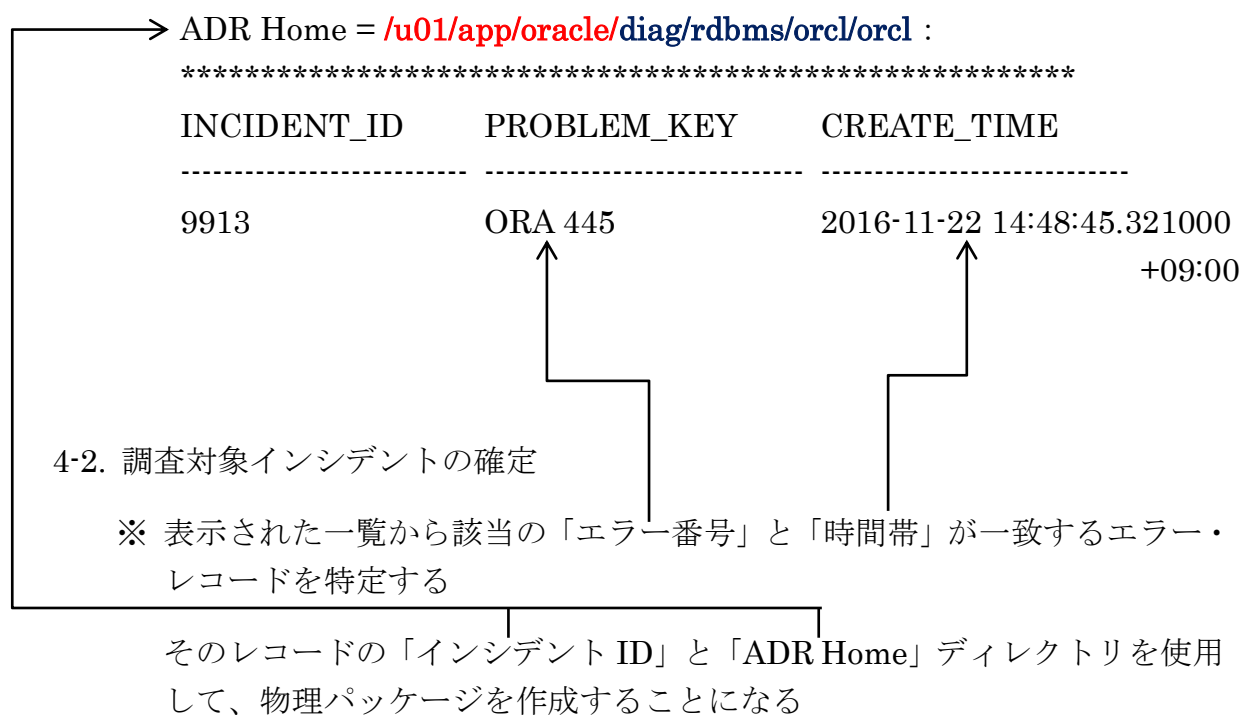 ADR Home = /u01/app/oracle/diag/rdbms/orcl/orcl :
********************************************************
INCIDENT_ID PROBLEM_KEY CREATE_TIME
--------------------------- ------------------------------ -----------------------------
9913 ORA 445 2016-11-22 14:48:45.321000
+09:00
4-2. 調査対象インシデントの確定
※ 表示された一覧から該当の「エラー番号」と「時間帯」が一致するエラー・
レコードを特定する
そのレコードの「インシデント ID」と「ADR Home」ディレクトリを使用
して、物理パッケージを作成することになる